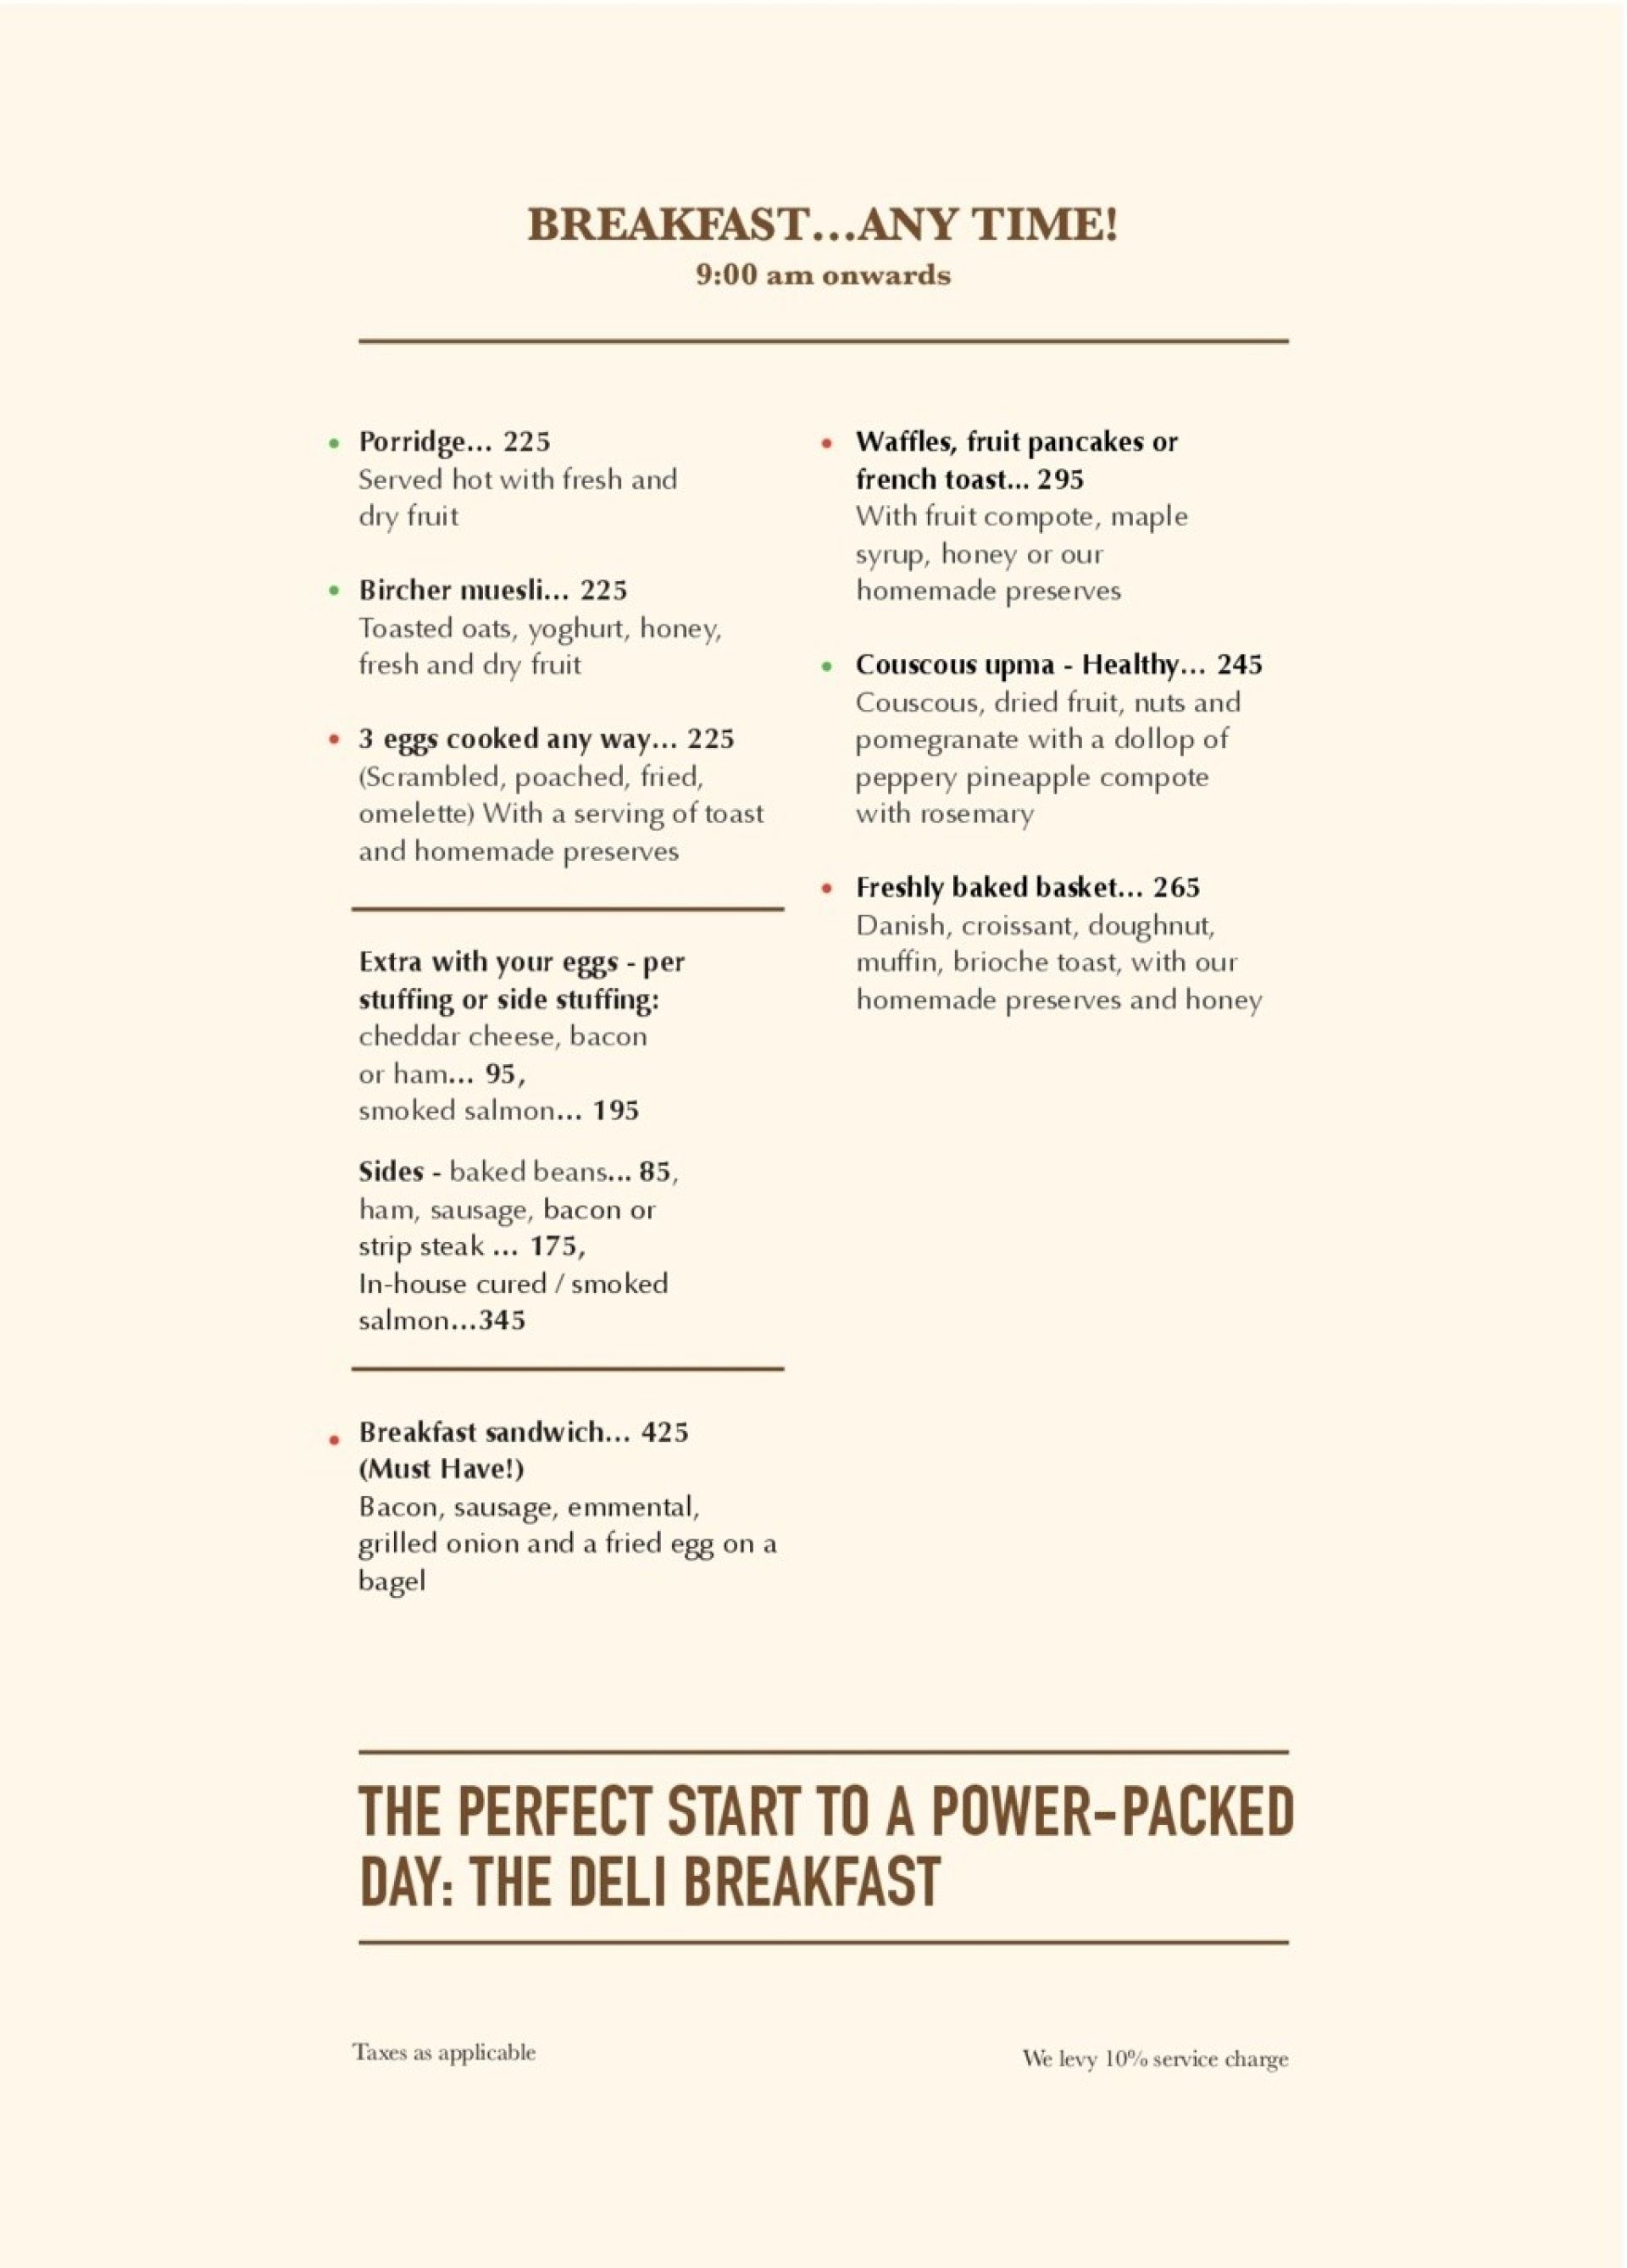 BREAKFAST...ANY TIME!
9:00 am onwards
Porridge... 225
Served hot with fresh and
dry fruit
Bircher muesli... 225
Toasted oats, yoghurt, honey,
fresh and dry fruit
3 eggs cooked any way... 225
(Scrambled, poached, fried,
omelette) With a serving of toast
and homemade preserves
Extra with your eggs - per
stuffing or side stuffing:
cheddar cheese, bacon
or ham... 95,
smoked salmon... 195
Sides - baked beans... 85,
ham, sausage, bacon or
strip steak ... 175,
In-house cured / smoked
salmon...345
Breakfast sandwich... 425
(Must Have!)
Bacon, sausage, emmental,
grilled onion and a fried egg on a
bagel
Waffles, fruit pancakes or
french toast... 295
With fruit compote, maple
syrup, honey or our
homemade preserves
Couscous upma - Healthy... 245
Couscous, dried fruit, nuts and
pomegranate with a dollop of
peppery pineapple compote
with rosemary
Freshly baked basket... 265
Danish, croissant, doughnut,
muffin, brioche toast, with our
homemade preserves and honey
THE PERFECT START TO A POWER-PACKED
DAY: THE DELI BREAKFAST
Taxes as applicable
We levy 10% service charge